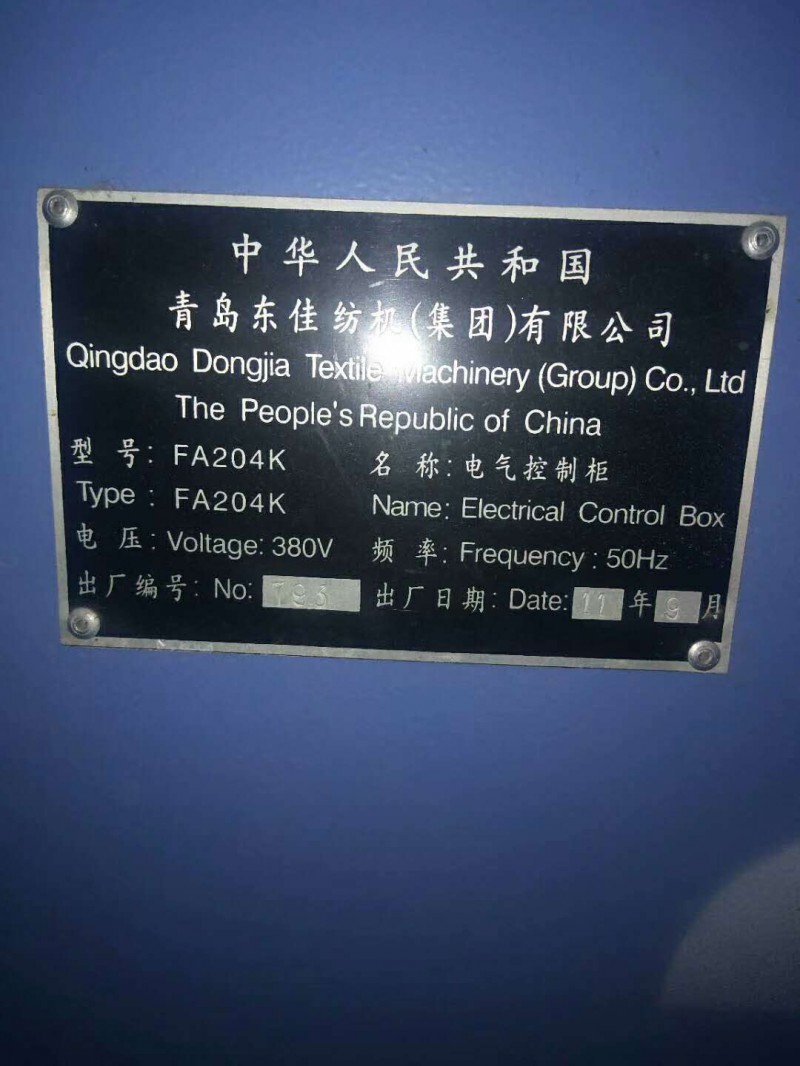 中华人民共和国
青岛东佳纺机(集团)有限公司
Qingdao Dongjia Textile Machinery (Group) Co., Ltd
The People's Republic of China
型号: FA204K 名称: 电气控制柜
Type: FA204K Name: Electrical Control Box
电压: Voltage: 380V 频率: Frequency: 50Hz
出厂编号: No: 出厂日期: Date: 11年9月